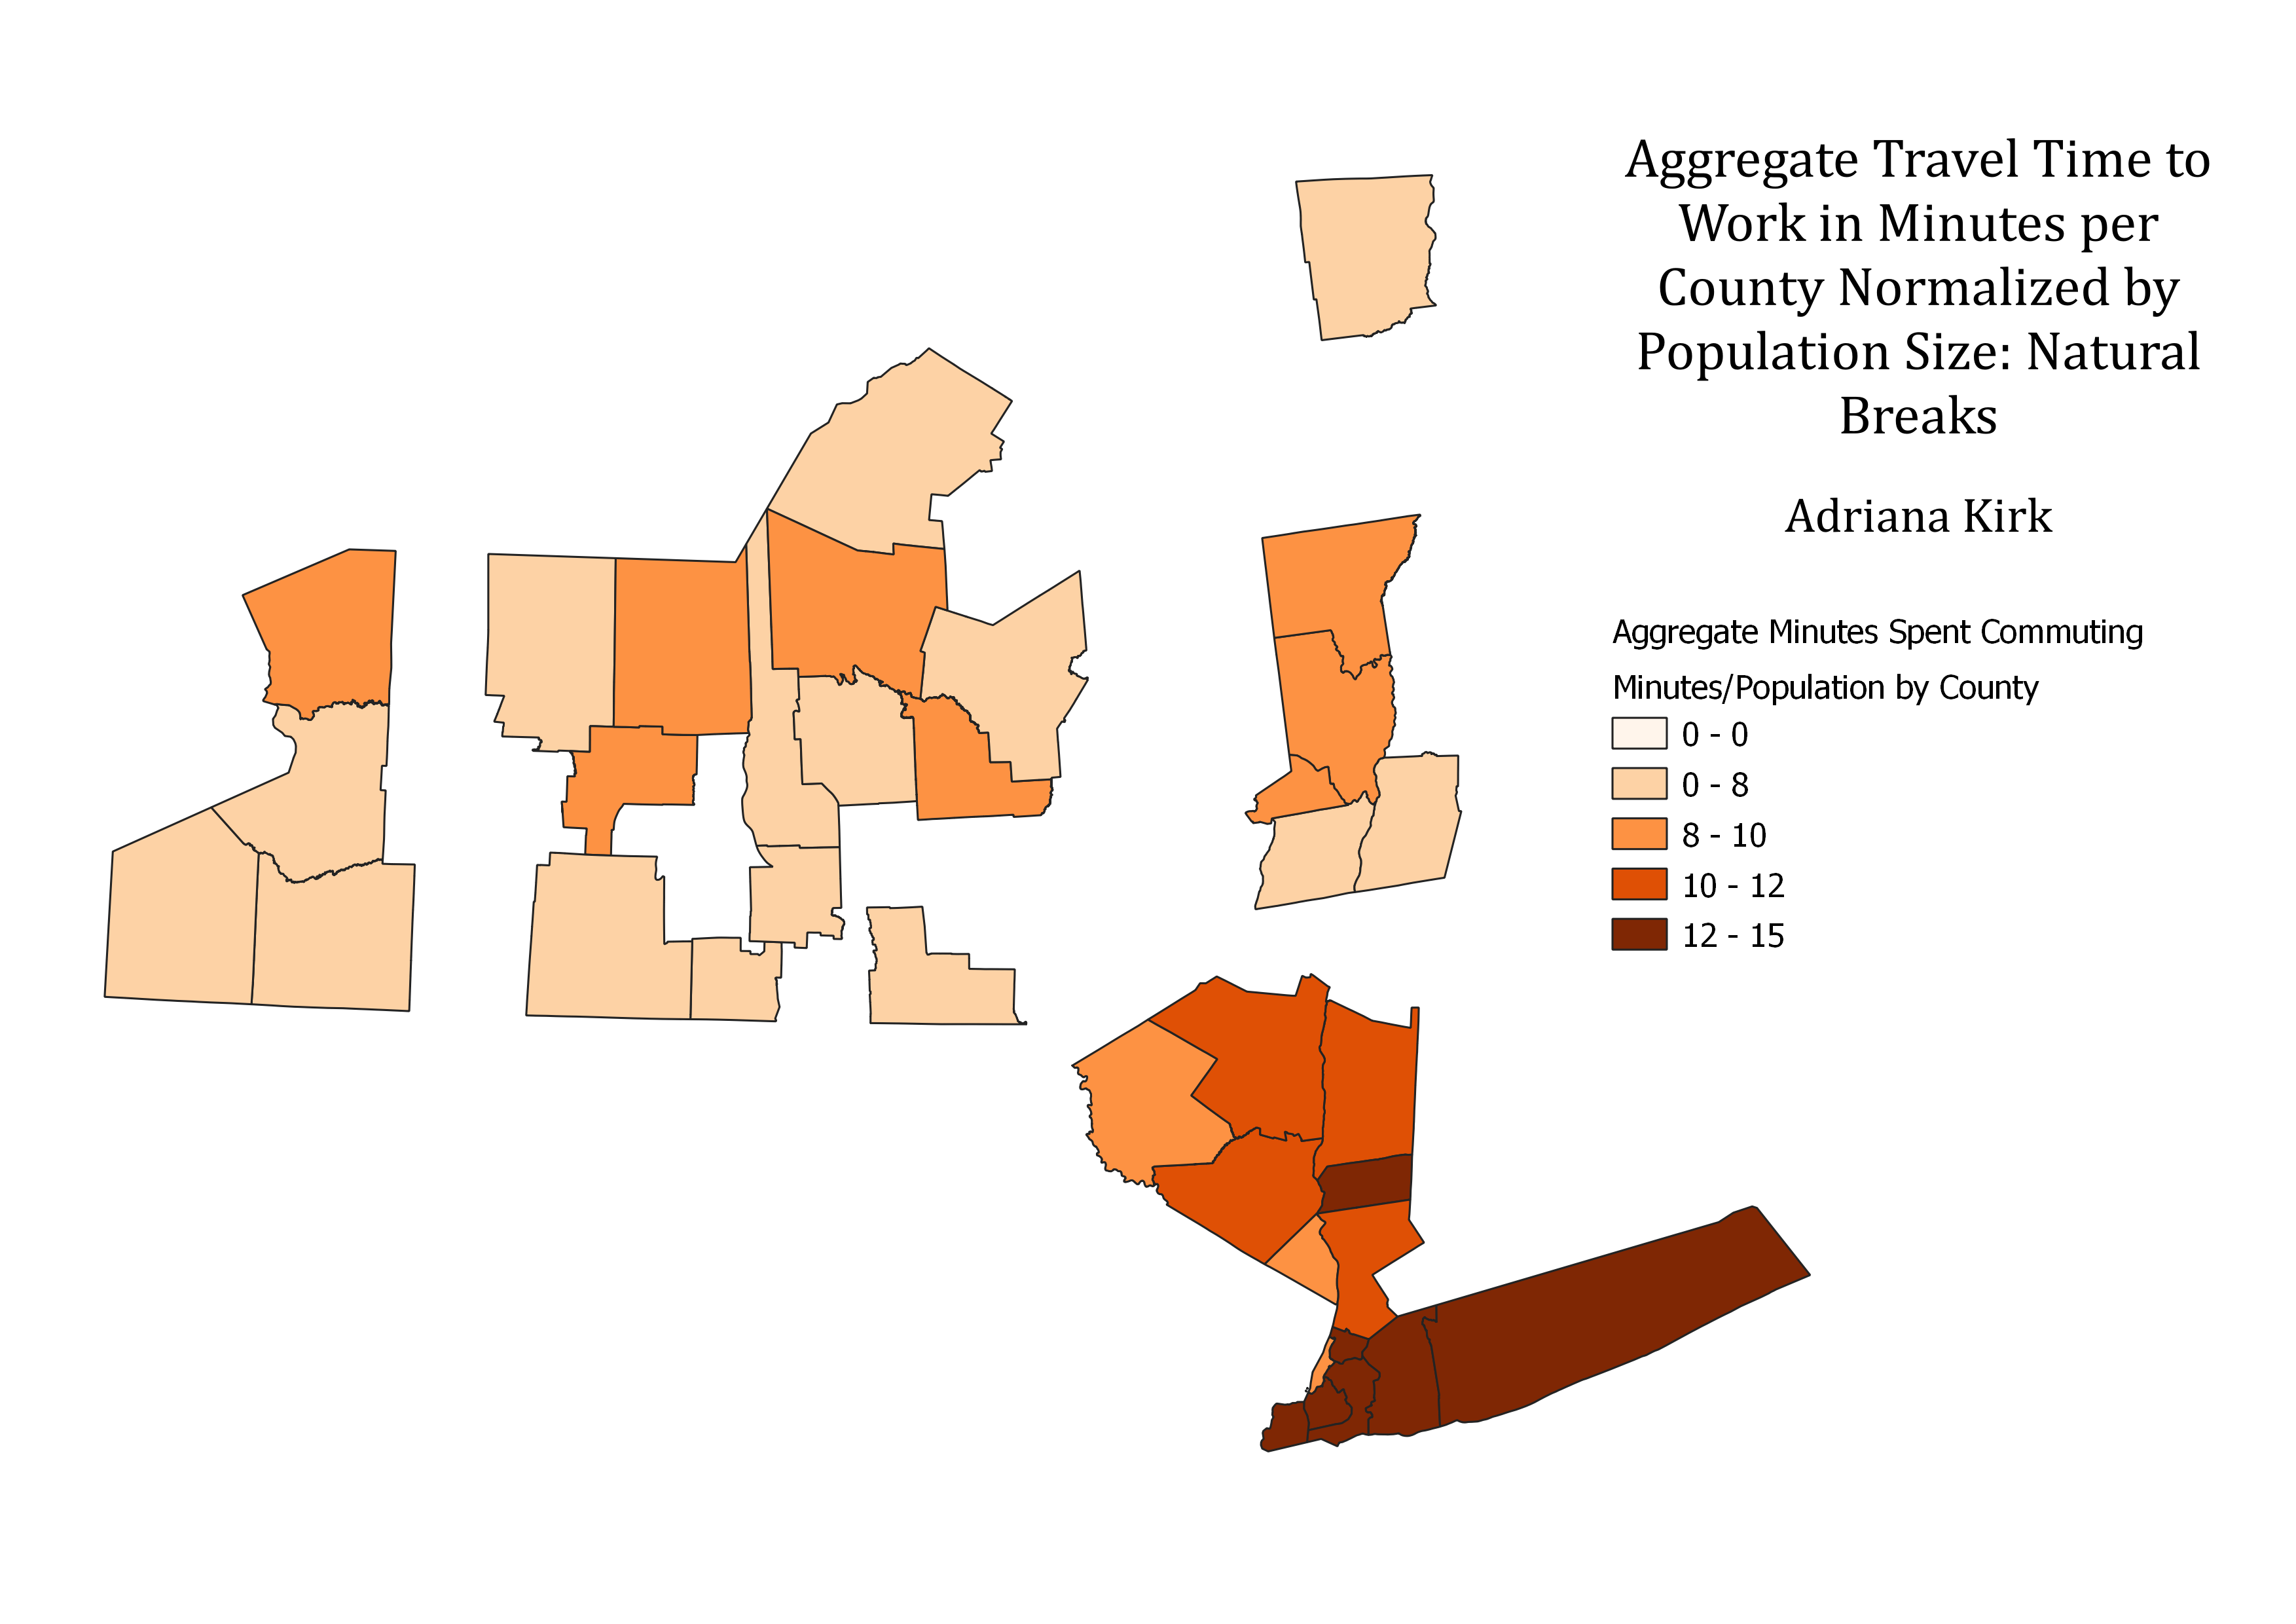 Aggregate Travel Time to
Work in Minutes per
County Normalized by
Population Size: Natural
Breaks
Adriana Kirk
Aggregate Minutes Spent Commuting
Minutes/Population by County
0 - 0
0 - 8
8 - 10
10 - 12
12 - 15